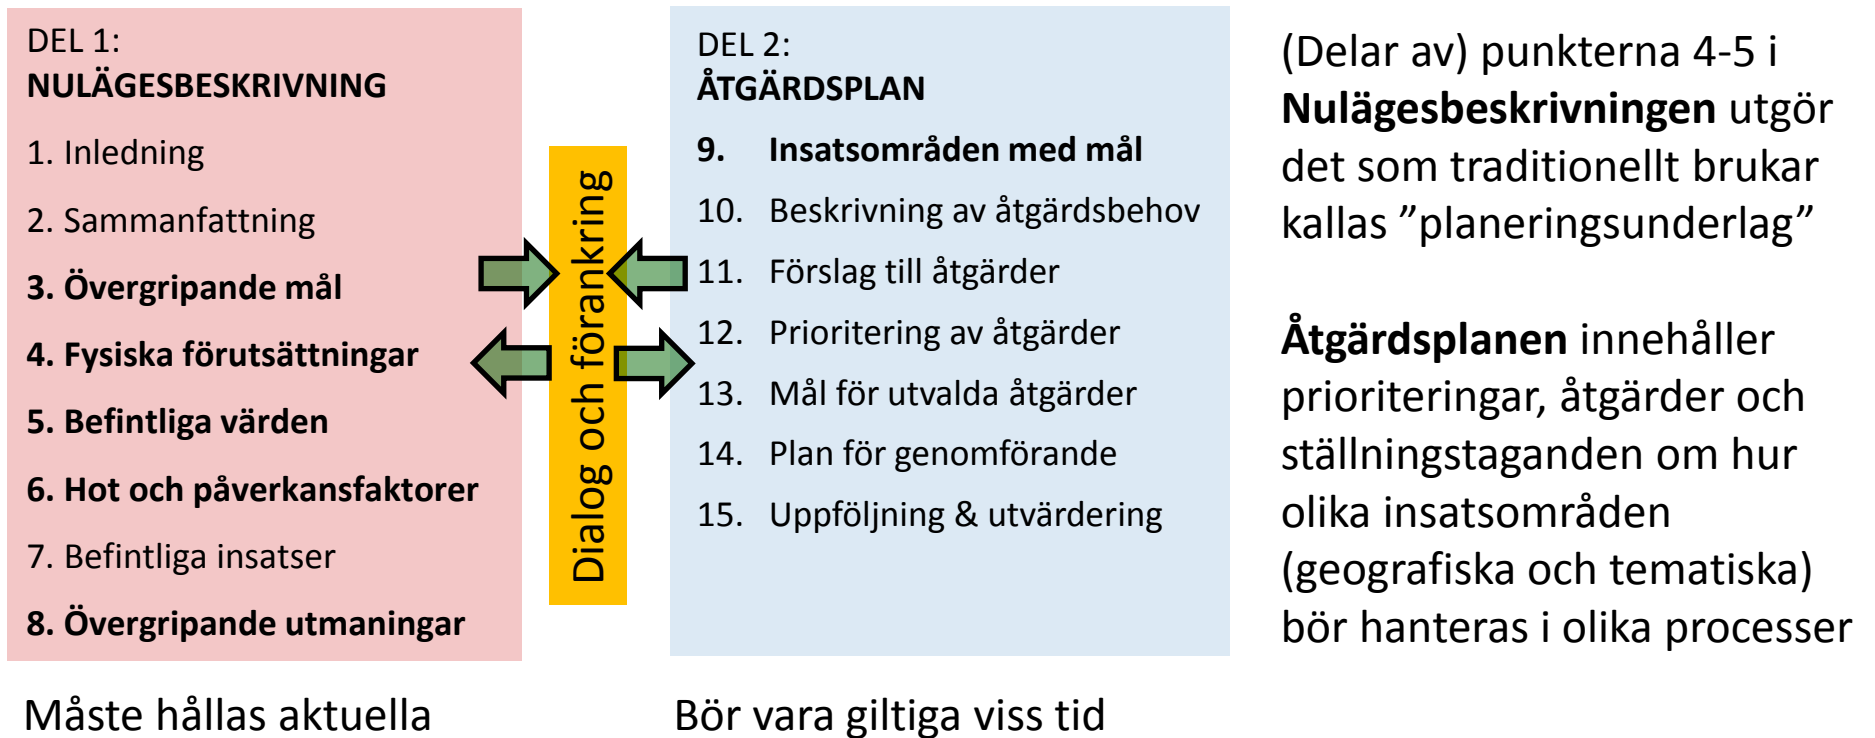 DEL 1:
NULÄGESBESKRIVNING
1. Inledning
2. Sammanfattning
3. Övergripande mål
4. Fysiska förutsättningar
5. Befintliga värden
6. Hot och påverkansfaktorer
7. Befintliga insatser
8. Övergripande utmaningar
Måste hållas aktuella
Dialog och förankring
DEL 2:
ÅTGÄRDSPLAN
9. Insatsområden med mål
10. Beskrivning av åtgärdsbehov
11. Förslag till åtgärder
12. Prioritering av åtgärder
13. Mål för utvalda åtgärder
14. Plan för genomförande
15. Uppföljning & utvärdering
Bör vara giltiga viss tid
(Delar av) punkterna 4-5 i
Nulägesbeskrivningen utgör
det som traditionellt brukar
kallas ”planeringsunderlag”
Åtgärdsplanen innehåller
prioriteringar, åtgärder och
ställningstaganden om hur
olika insatsområden
(geografiska och tematiska)
bör hanteras i olika processer